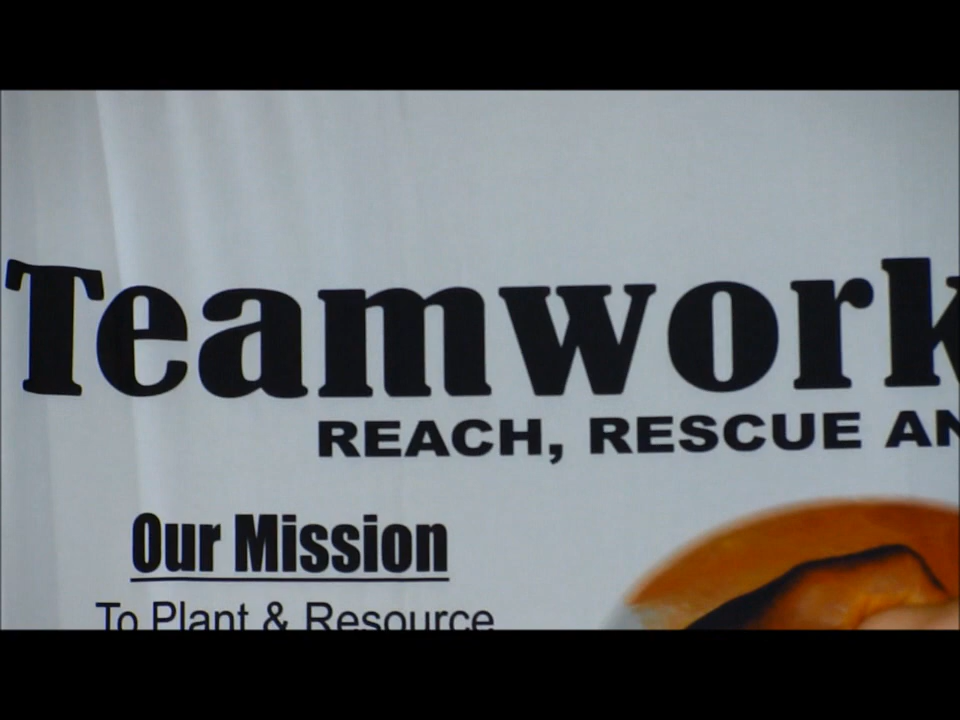 Teamwork
REACH, RESCUE AN
Our Mission
To Plant & Resource